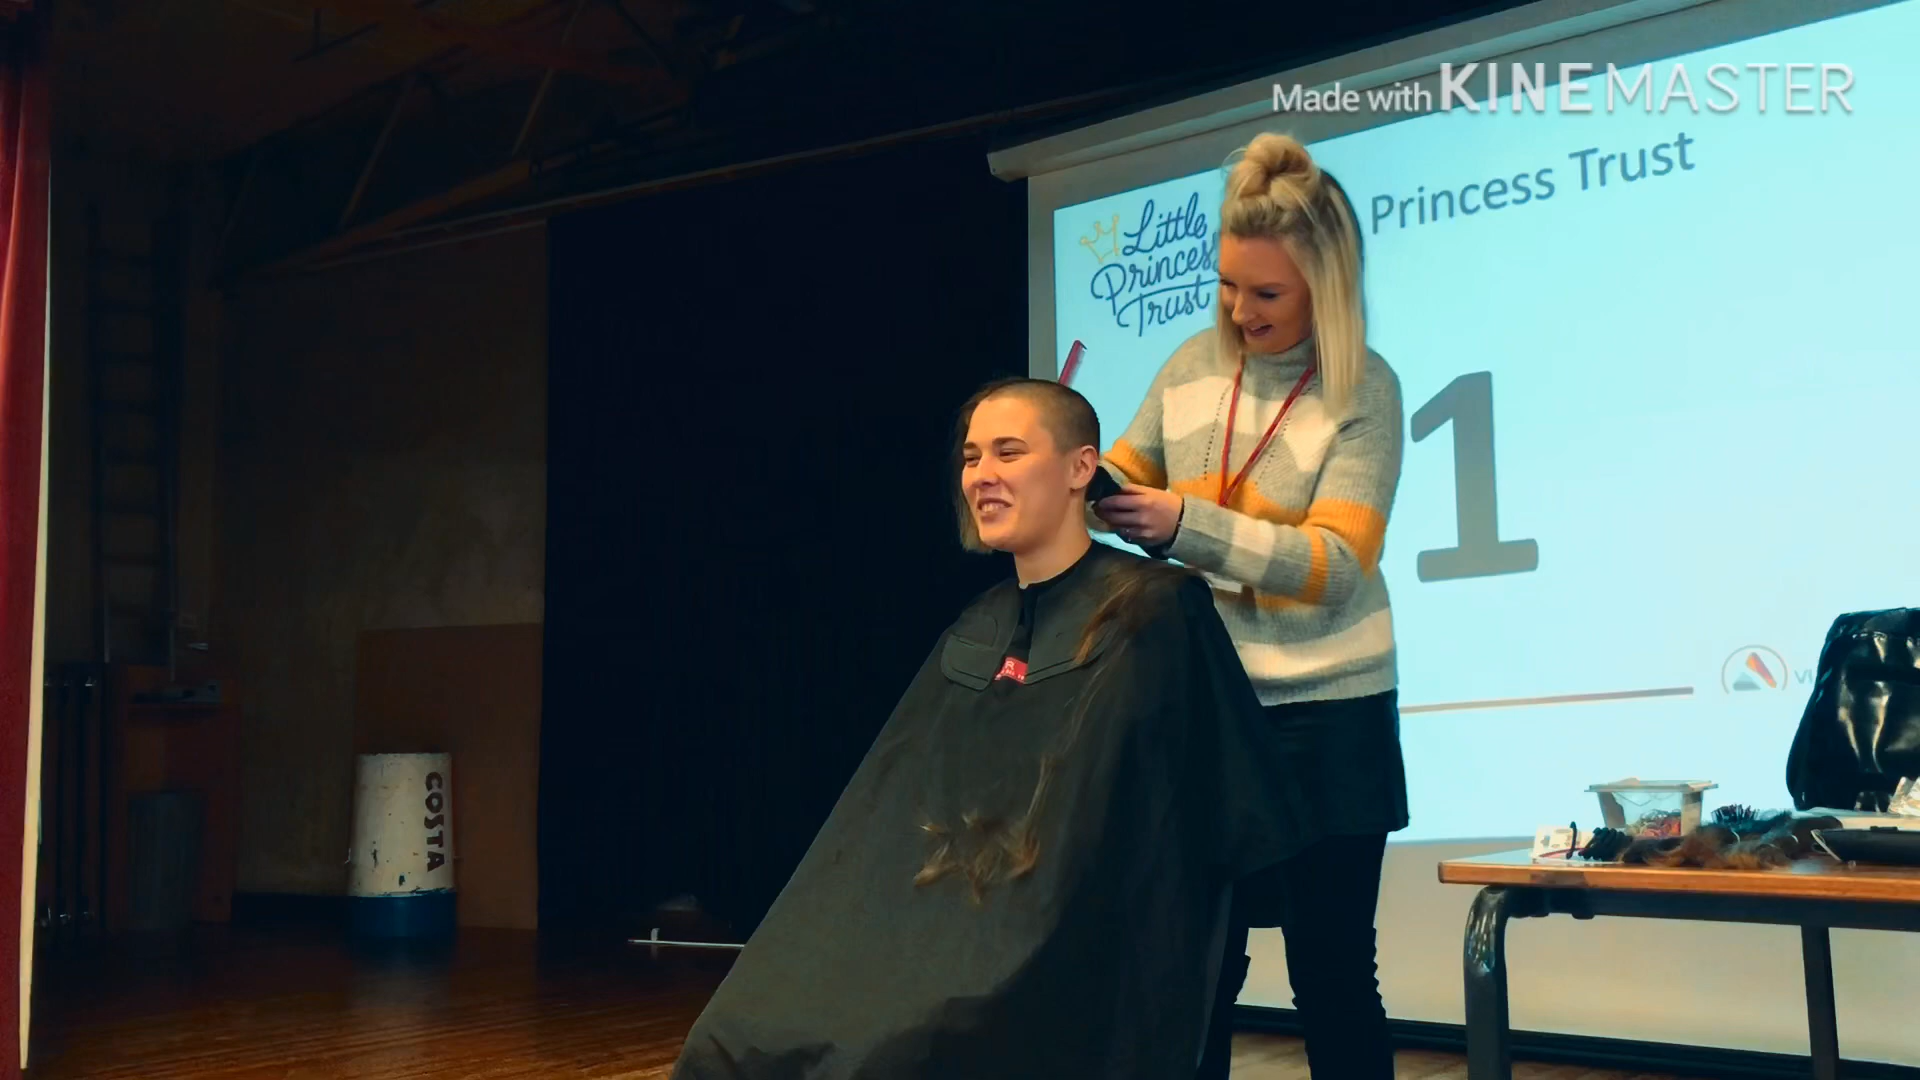 Made with KINEMASTER
Princess Trust
Little
Princess
Trust
1
COSTA